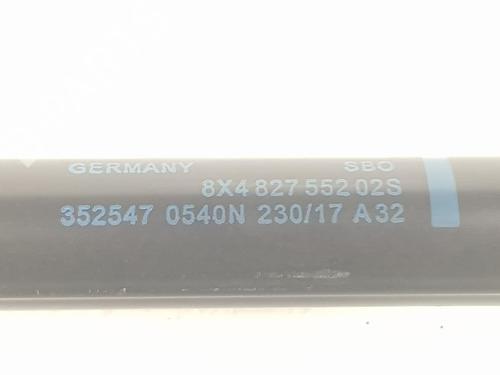 GERMANY SBO
8X4 827 552 02S
352547 0540N 230/17 A32